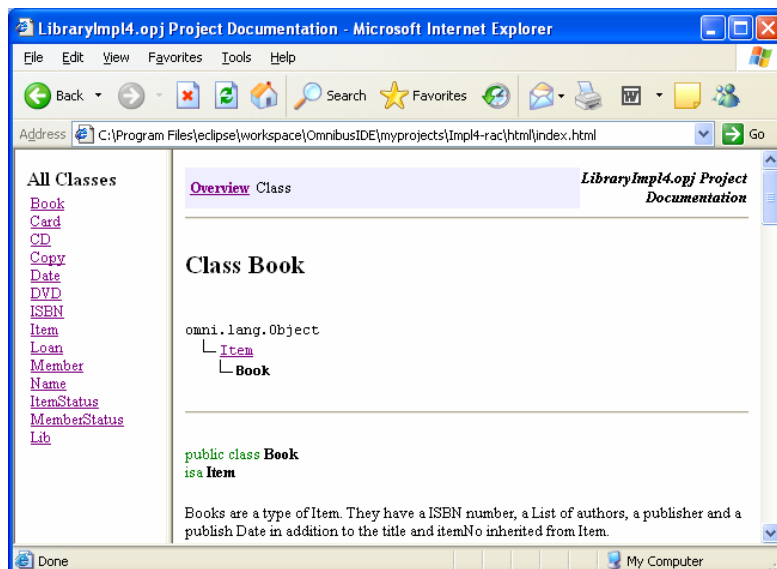 LibraryImpl4.opj Project Documentation - Microsoft Internet Explorer
File Edit View Favorites Tools Help
Back Search Favorites W
Address C:\Program Files\eclipse\workspace\OmnibusIDE\myprojects\Impl4-rac\html\index.html Go
All Classes
Book
Card
CD
Copy
Date
DVD
ISBN
Item
Loan
Member
Name
ItemStatus
MemberStatus
Lib
Overview Class
LibraryImpl4.opj Project
Documentation
Class Book
omni.lang.Object
Item
Book
public class Book
isa Item
Books are a type of Item. They have a ISBN number, a List of authors, a publisher and a
publish Date in addition to the title and itemNo inherited from Item.
Done My Computer